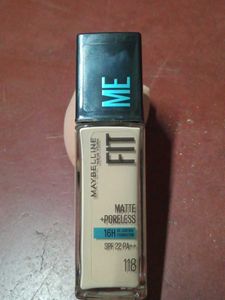 ME
FIT
MAYBELLINE
NEW YORK
MATTE
+PORELESS
16H
SPF 22 PA++
118